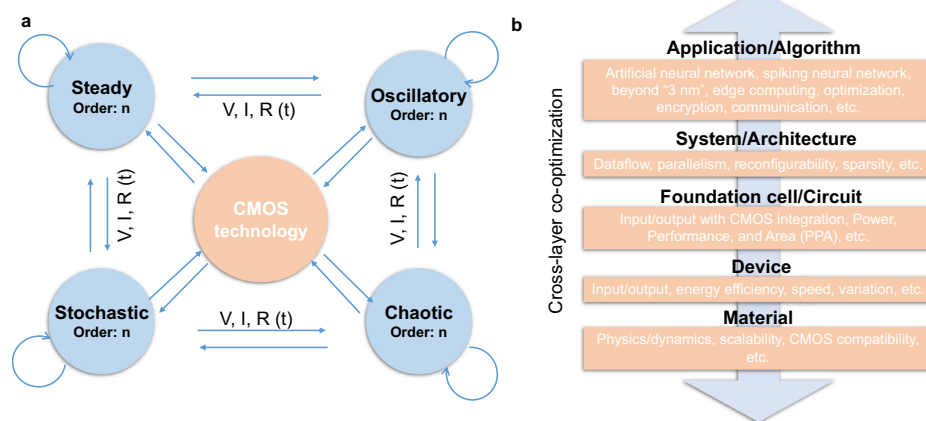 a
Steady
Order: n
V, I, R (t)
Oscillatory
Order: n
V, I, R (t)
CMOS
technology
V, I, R (t)
Stochastic
Order: n
V, I, R (t)
Chaotic
Order: n
b
Cross-layer co-optimization
Application/Algorithm
Artificial neural network, spiking neural network,
beyond “3 nm”, edge computing, optimization,
encryption, communication, etc.
System/Architecture
Dataflow, parallelism, reconfigurability, sparsity, etc.
Foundation cell/Circuit
Input/output with CMOS integration, Power,
Performance, and Area (PPA), etc.
Device
Input/output, energy efficiency, speed, variation, etc.
Material
Physics/dynamics, scalability, CMOS compatibility,
etc.